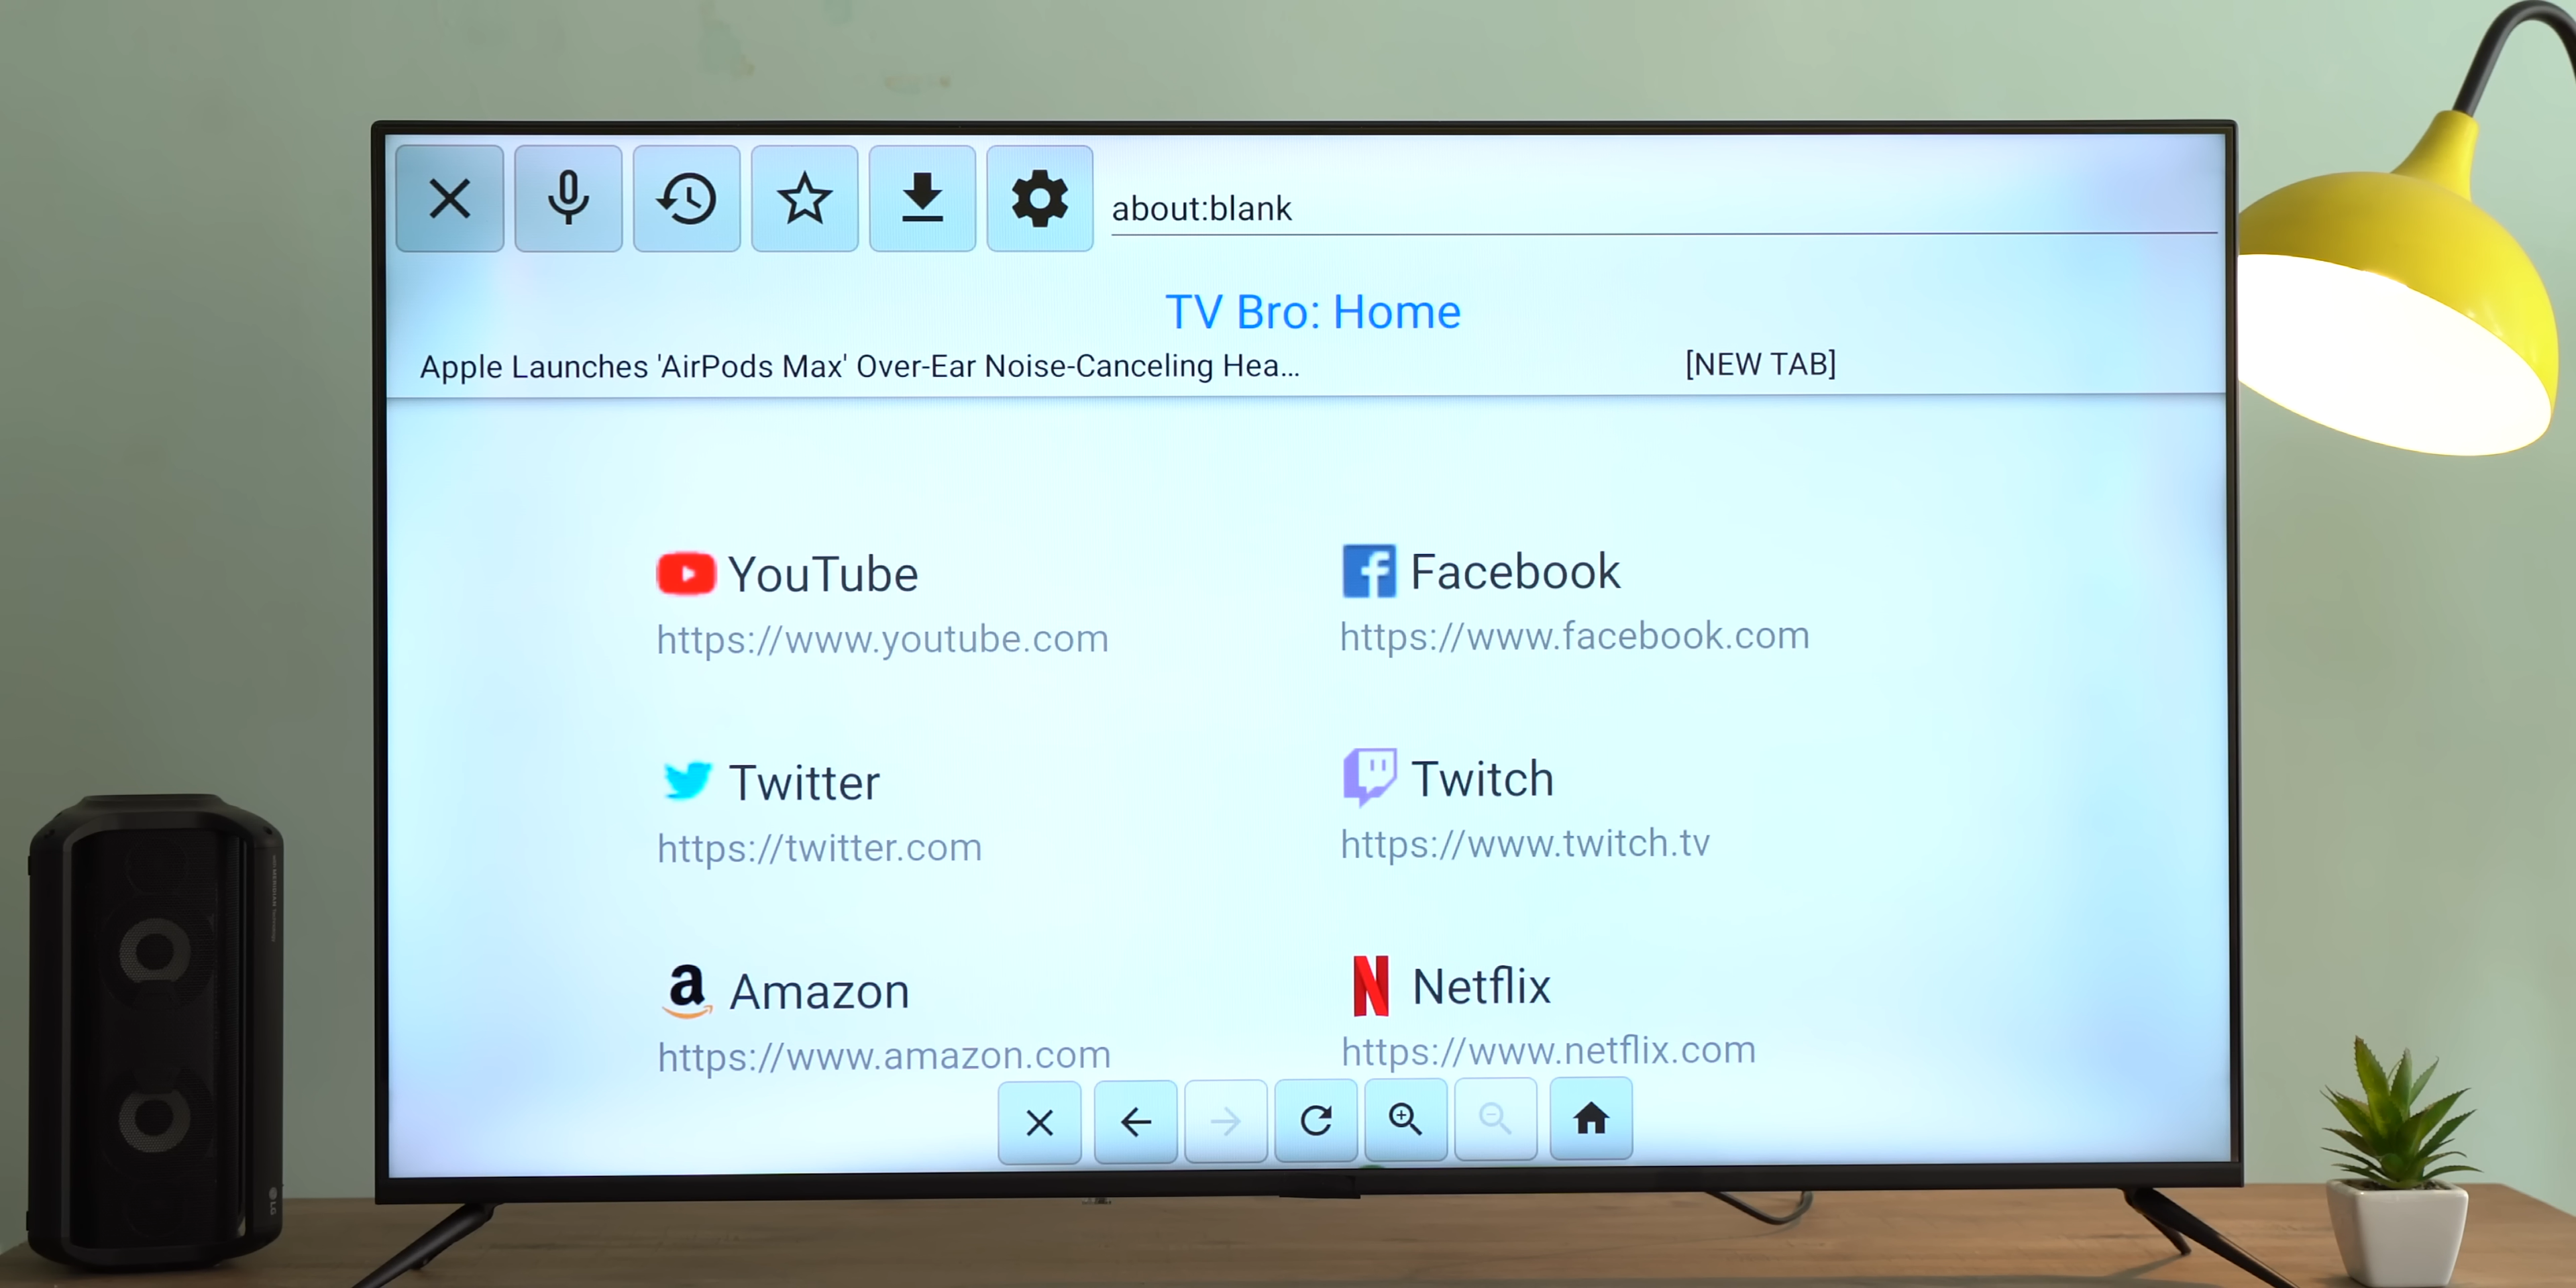 about:blank
TV Bro: Home
Apple Launches 'AirPods Max' Over-Ear Noise-Canceling Hea...
[NEW TAB]
YouTube
https://www.youtube.com
Facebook
https://www.facebook.com
Twitter
https://twitter.com
Twitch
https://www.twitch.tv
Amazon
https://www.amazon.com
Netflix
https://www.netflix.com
LG